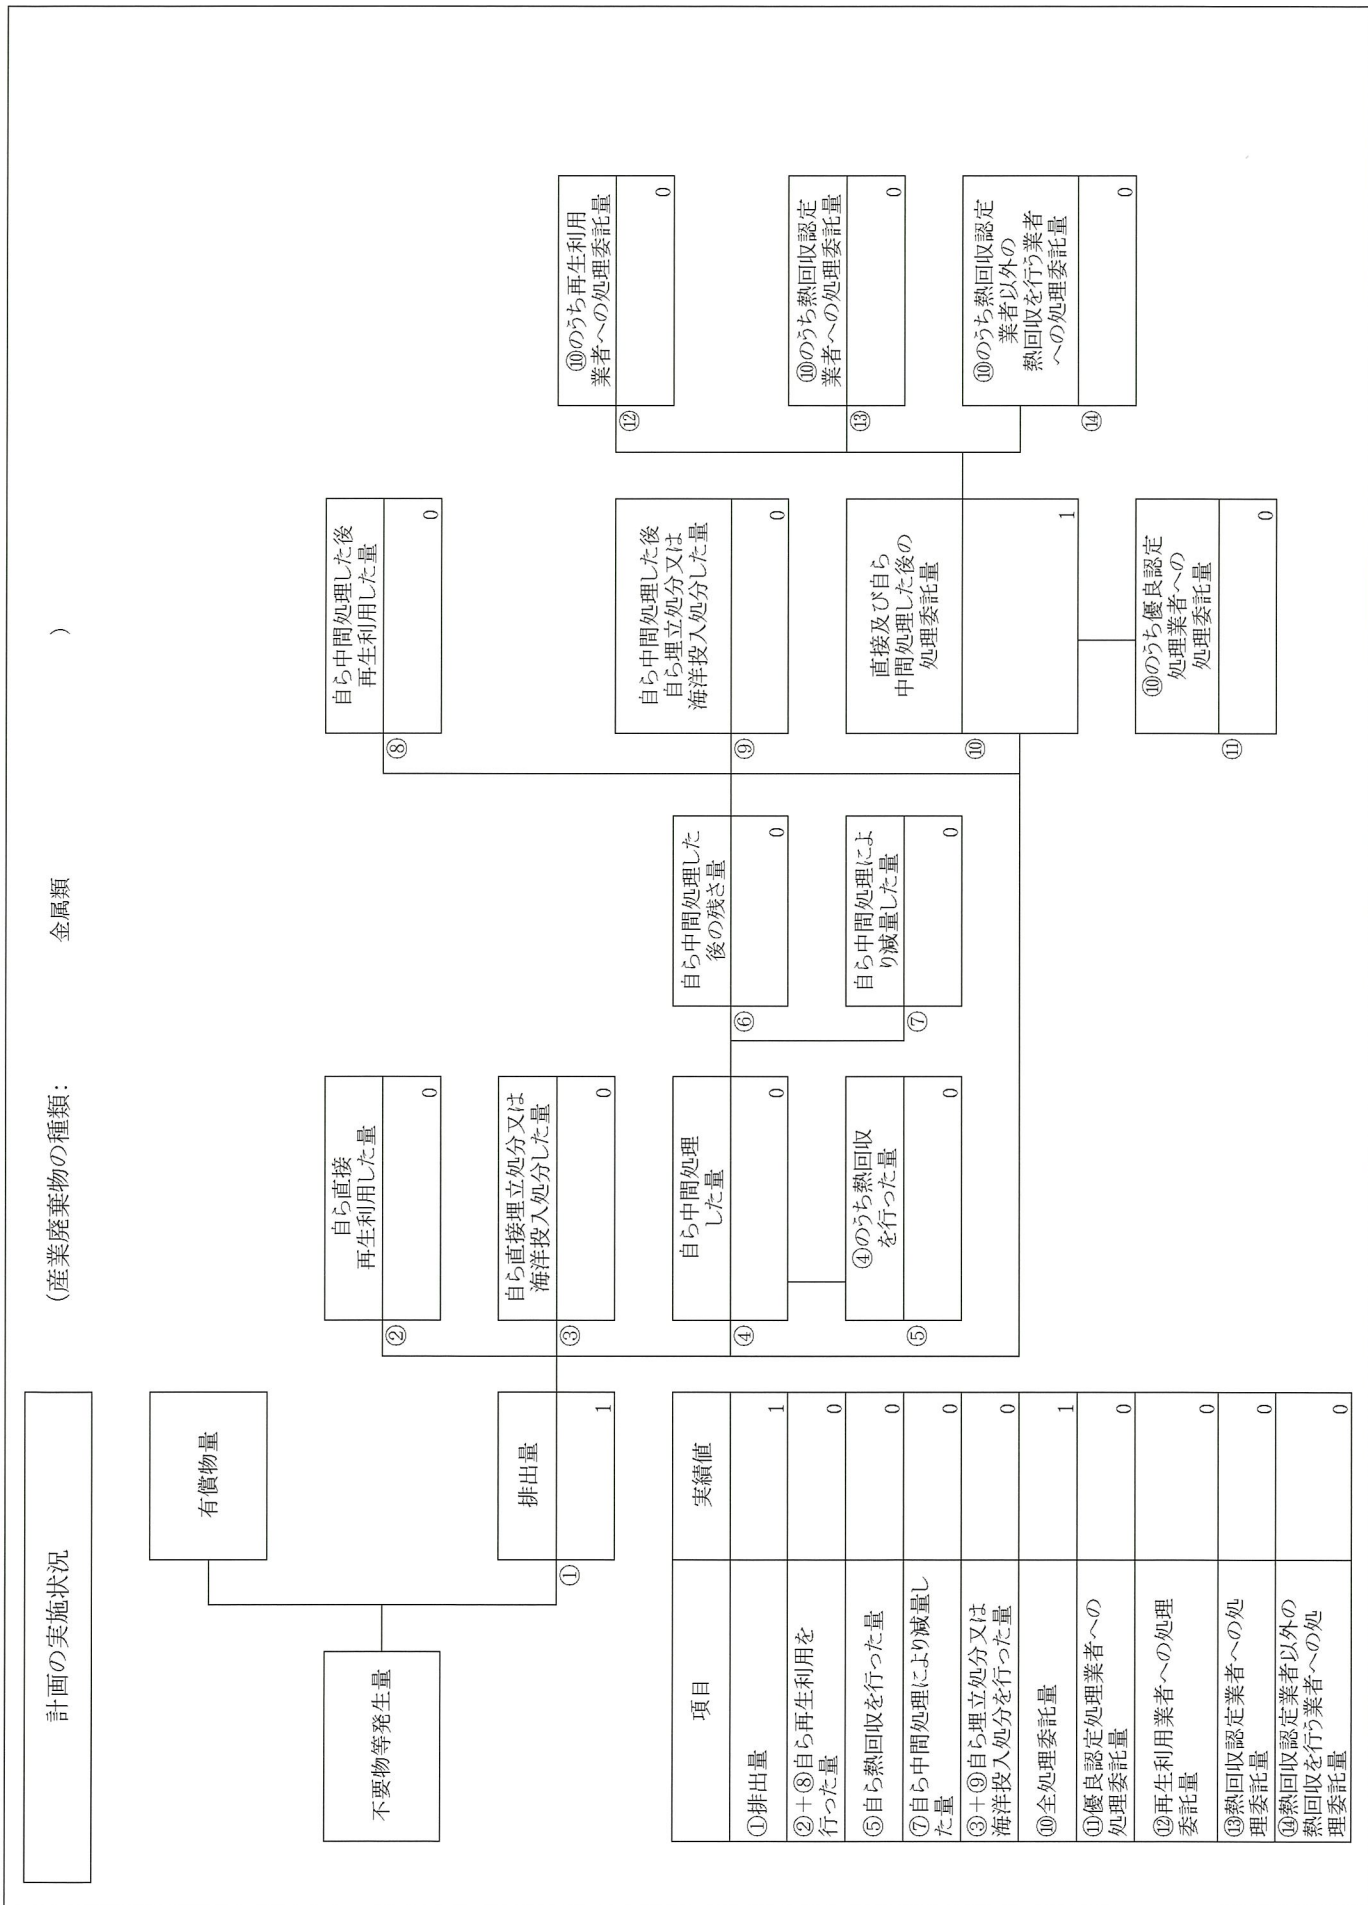 計画の実施状況
(産業廃棄物の種類:
金属類
)
不要物等発生量
有償物量
排出量
①
1
自ら直接
再生利用した量
②
0
自ら直接埋立処分又は
海洋投入処分した量
③
0
自ら中間処理
した量
④
0
④のうち熱回収
を行った量
⑤
0
自ら中間処理した
後の残さ量
⑥
0
自ら中間処理によ
り減量した量
⑦
0
自ら中間処理した後
再生利用した量
⑧
0
自ら中間処理した後
自ら埋立処分又は
海洋投入処分した量
⑨
0
直接及び自ら
中間処理した後の
処理委託量
⑩
1
⑩のうち優良認定
処理業者への
処理委託量
⑪
0
⑩のうち再生利用
業者への処理委託量
⑫
0
⑩のうち熱回収認定
業者への処理委託量
⑬
0
⑩のうち熱回収認定
業者以外の
熱回収を行う業者
への処理委託量
⑭
0
項目
実績値
①排出量
1
②+⑧自ら再生利用を
行った量
0
⑤自ら熱回収を行った量
0
⑦自ら中間処理により減量し
た量
0
③+⑨自ら埋立処分又は
海洋投入処分を行った量
0
⑩全処理委託量
1
⑪優良認定処理業者への
処理委託量
0
⑫再生利用業者への処理
委託量
0
⑬熱回収認定業者への処
理委託量
0
⑭熱回収認定業者以外の
熱回収を行う業者への処
理委託量
0